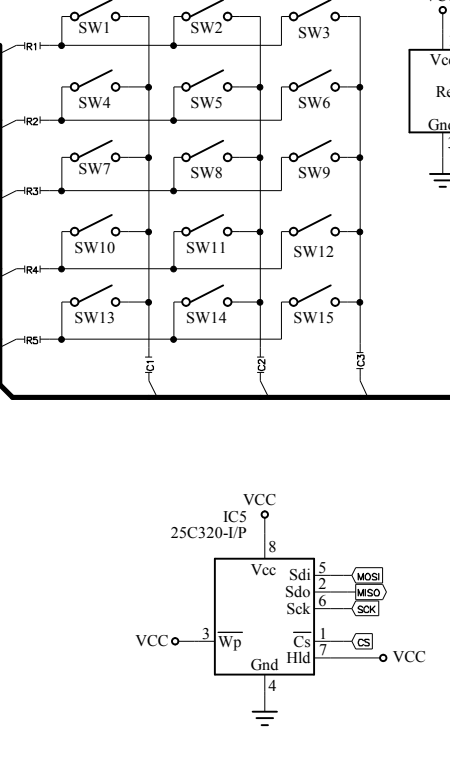 SW1 SW2 SW3
R1
Vcc
SW4 SW5 SW6
Re
R2
Gnd
SW7 SW8 SW9
R3
SW10 SW11 SW12
R4
SW13 SW14 SW15
R5
C1 C2 C3
VCC
IC5
25C320-I/P
8
Vcc
Sdi 5 MOSI
Sdo 2 MISO
Sck 6 SCK
VCC 3 Wp Cs 1 CS
Hld 7 VCC
Gnd
4